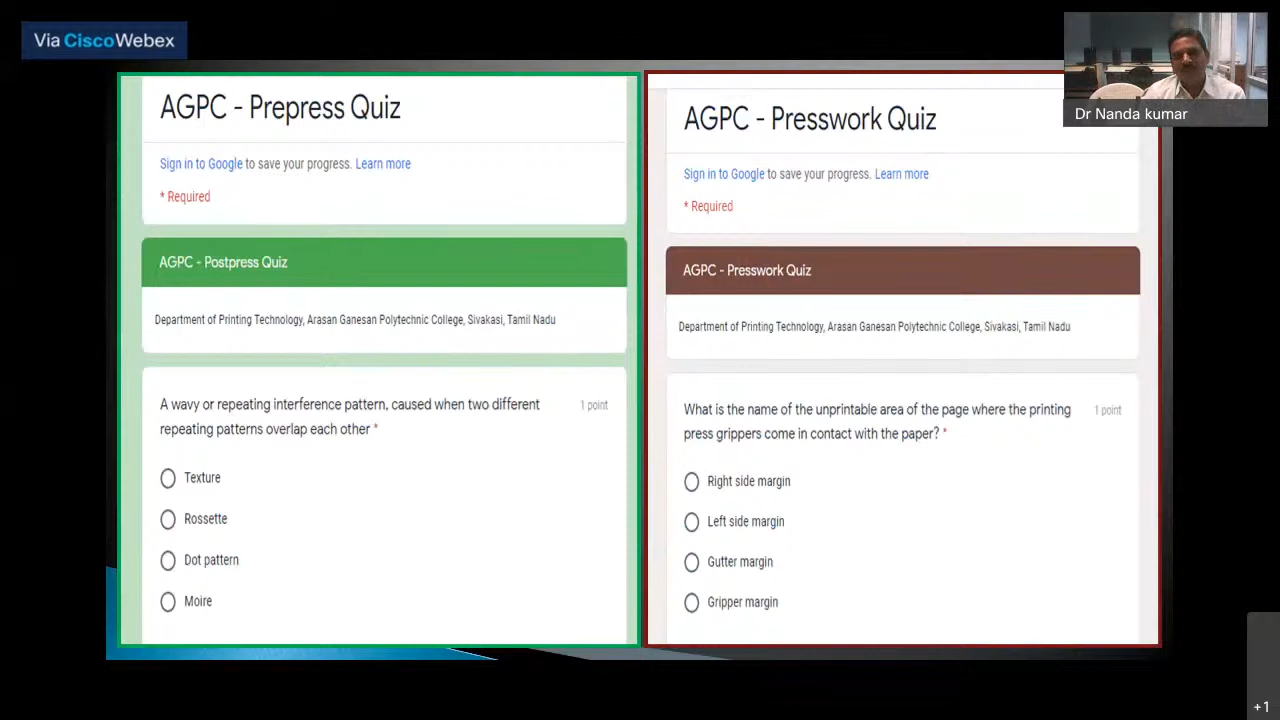 Via CiscoWebex
AGPC - Prepress Quiz
Sign in to Google to save your progress. Learn more
* Required
AGPC - Postpress Quiz
Department of Printing Technology, Arasan Ganesan Polytechnic College, Sivakasi, Tamil Nadu
A wavy or repeating interference pattern, caused when two different
repeating patterns overlap each other *
1 point
Texture
Rossette
Dot pattern
Moire
AGPC - Presswork Quiz
Sign in to Google to save your progress. Learn more
* Required
AGPC - Presswork Quiz
Department of Printing Technology, Arasan Ganesan Polytechnic College, Sivakasi, Tamil Nadu
What is the name of the unprintable area of the page where the printing
press grippers come in contact with the paper? *
1 point
Right side margin
Left side margin
Gutter margin
Gripper margin
Dr Nanda kumar
+1